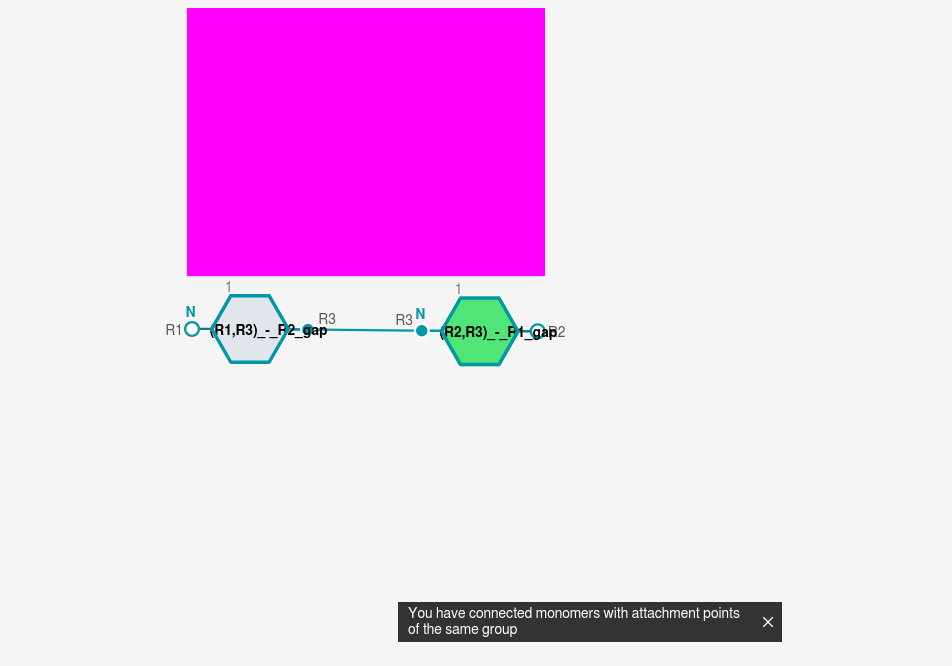 1
1
N
N
R3
R3
R1
(R1,R3)_-_R2_gap
(R2,R3)_-_R1_gap
R2
You have connected monomers with attachment points
of the same group